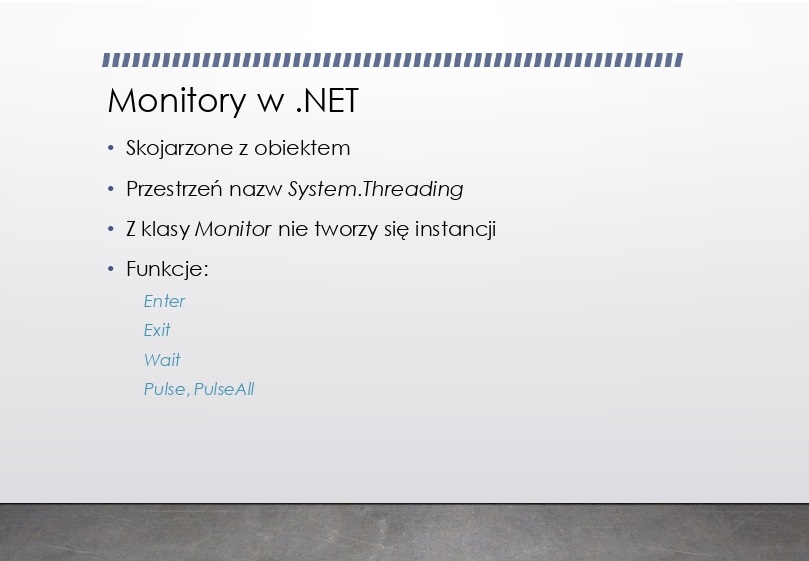 Monitory w .NET
• Skojarzone z obiektem
• Przestrzeń nazw System.Threading
• Z klasy Monitor nie tworzy się instancji
• Funkcje:
Enter
Exit
Wait
Pulse, PulseAll